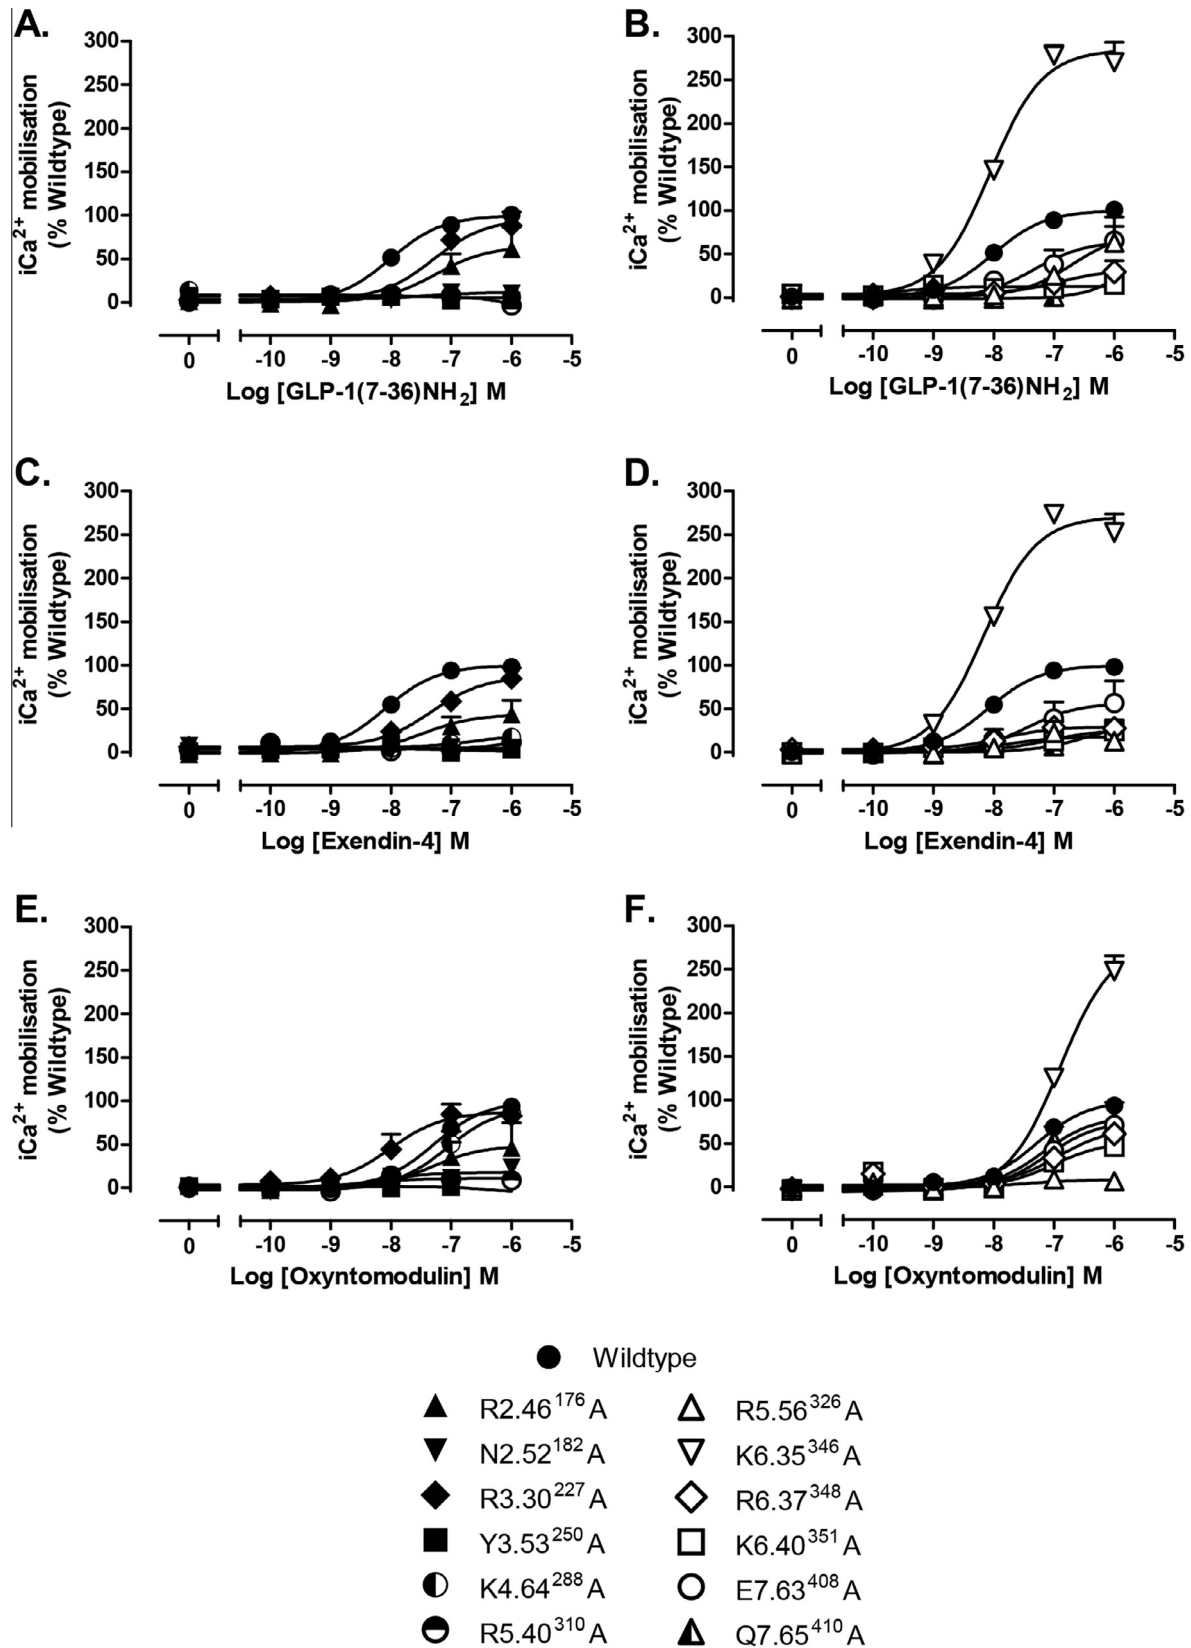 A.
300
250
200
150
100
50
0
iCa2+ mobilisation
(% Wildtype)
0 -10 -9 -8 -7 -6 -5
Log [GLP-1(7-36)NH2] M
B.
300
250
200
150
100
50
0
iCa2+ mobilisation
(% Wildtype)
0 -10 -9 -8 -7 -6 -5
Log [GLP-1(7-36)NH2] M
C.
300
250
200
150
100
50
0
iCa2+ mobilisation
(% Wildtype)
0 -10 -9 -8 -7 -6 -5
Log [Exendin-4] M
D.
300
250
200
150
100
50
0
iCa2+ mobilisation
(% Wildtype)
0 -10 -9 -8 -7 -6 -5
Log [Exendin-4] M
E.
300
250
200
150
100
50
0
iCa2+ mobilisation
(% Wildtype)
0 -10 -9 -8 -7 -6 -5
Log [Oxyntomodulin] M
F.
300
250
200
150
100
50
0
iCa2+ mobilisation
(% Wildtype)
0 -10 -9 -8 -7 -6 -5
Log [Oxyntomodulin] M
Wildtype
R2.46176A
N2.52182A
R3.30227A
Y3.53250A
K4.64288A
R5.40310A
R5.56326A
K6.35346A
R6.37348A
K6.40351A
E7.63408A
Q7.65410A